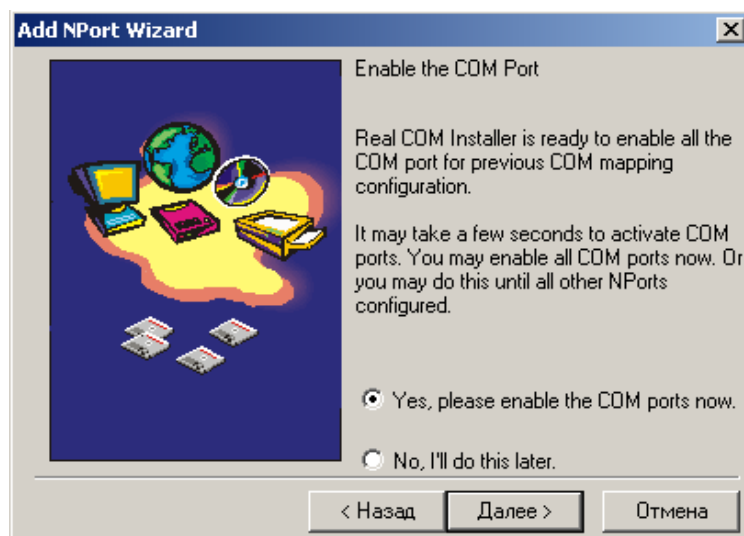 Add NPort Wizard
Enable the COM Port
Real COM Installer is ready to enable all the
COM port for previous COM mapping
configuration.
It may take a few seconds to activate COM
ports. You may enable all COM ports now. Or
you may do this until all other NPorts
configured.
Yes, please enable the COM ports now.
No, I'll do this later.
< Назад
Далее >
Отмена